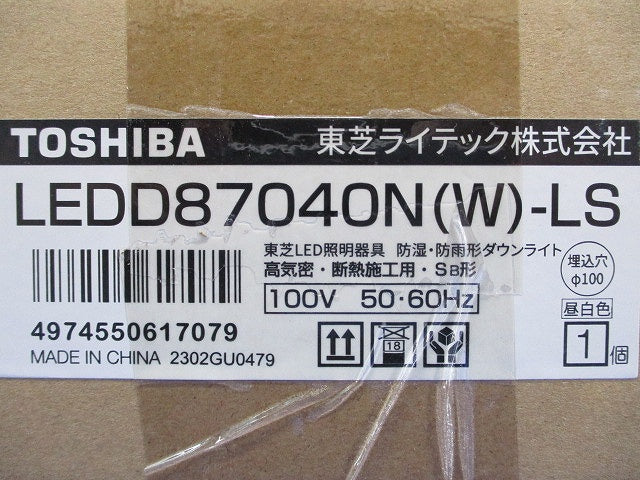 TOSHIBA 東芝ライテック株式会社
LEDD87040N(W)-LS
東芝LED照明器具 防湿・防雨形ダウンライト
高気密・断熱施工用・SB形
埋込穴
φ100
100V 50・60Hz
昼白色
4974550617079
MADE IN CHINA 2302GU0479
18
1個